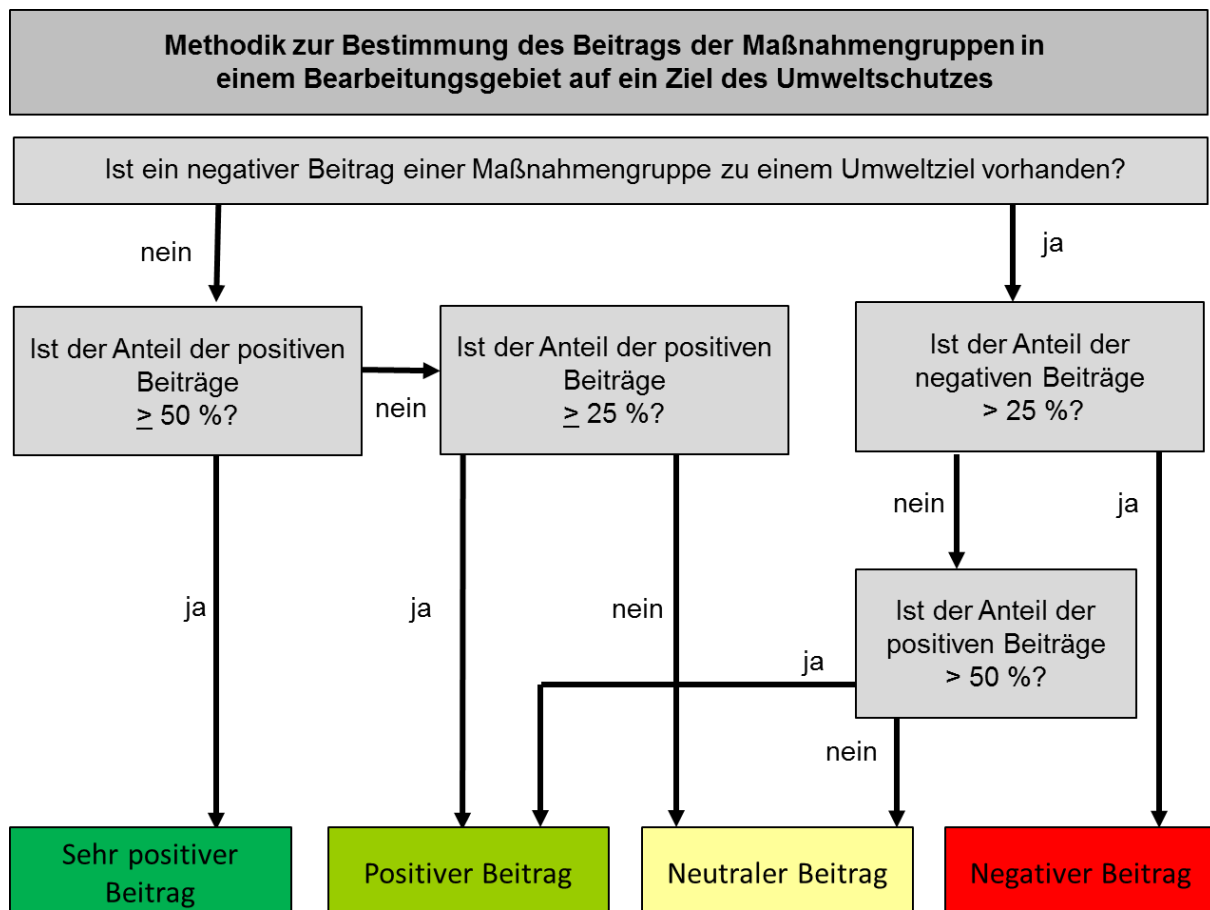 Methodik zur Bestimmung des Beitrags der Maßnahmengruppen in
einem Bearbeitungsgebiet auf ein Ziel des Umweltschutzes
Ist ein negativer Beitrag einer Maßnahmengruppe zu einem Umweltziel vorhanden?
nein
ja
Ist der Anteil der positiven
Beiträge
≥ 50 %?
nein
Ist der Anteil der positiven
Beiträge
≥ 25 %?
Ist der Anteil der
negativen Beiträge
> 25 %?
nein
ja
ja
ja
nein
Ist der Anteil der
positiven Beiträge
> 50 %?
ja
nein
Sehr positiver
Beitrag
Positiver Beitrag
Neutraler Beitrag
Negativer Beitrag